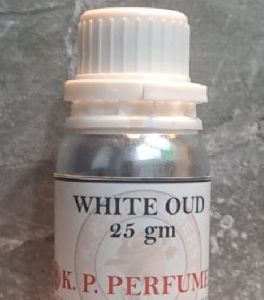 WHITE OUD
25 gm
K. P. PERFUME